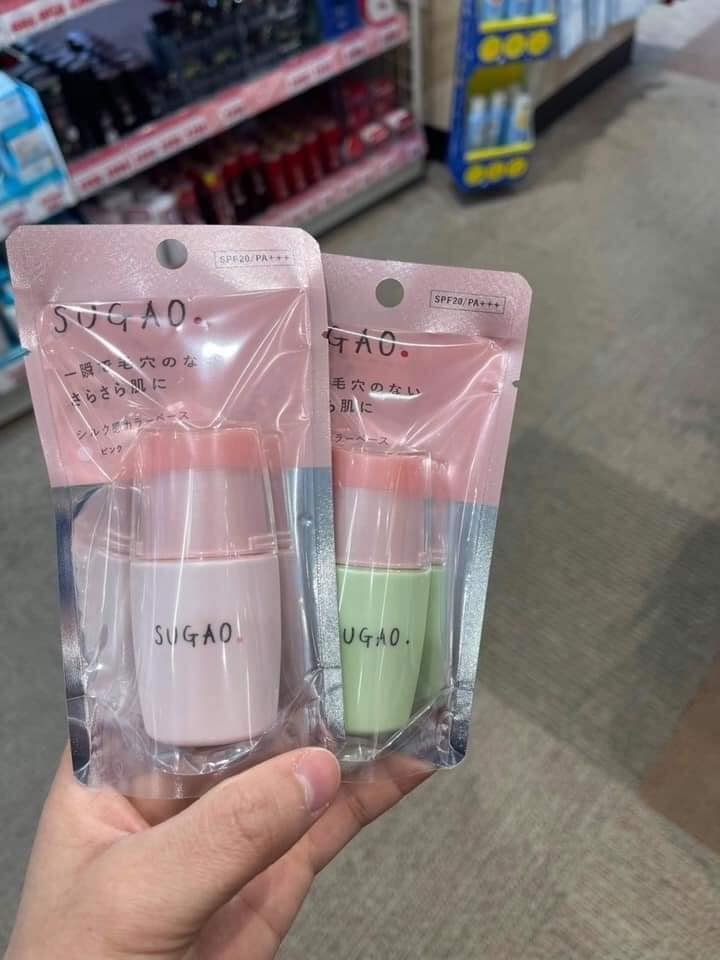 SPF20/PA+++
SUGAO.
一瞬で毛穴のない
さらさら肌に
シルク感カラーベース
ピンク
SUGAO.
SPF20/PA+++
GAO.
毛穴のない
ら肌に
ラーベース
UGAO.